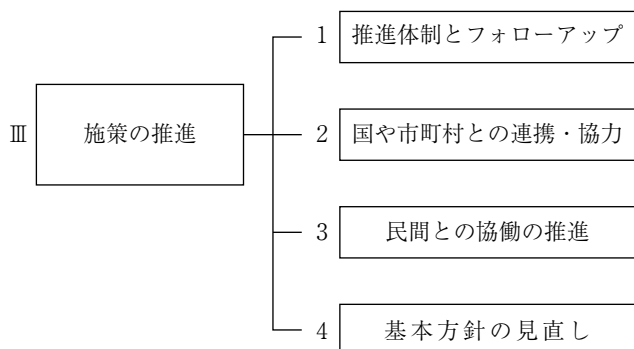 1 推進体制とフォローアップ
Ⅲ 施策の推進
2 国や市町村との連携・協力
3 民間との協働の推進
4 基本方針の見直し